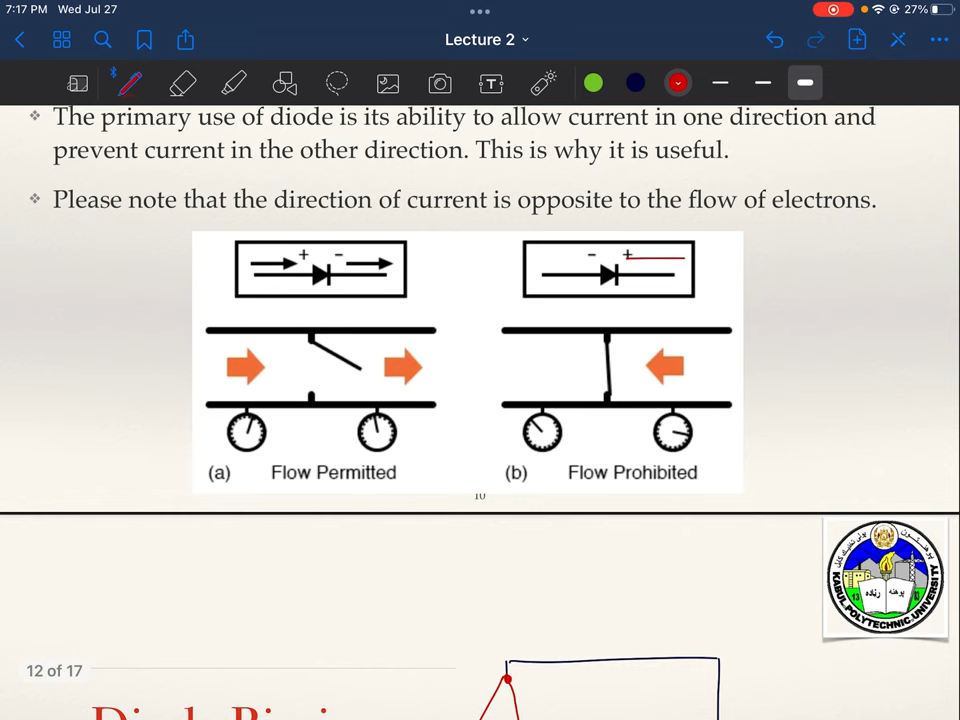 7:17 PM Wed Jul 27
27%
Lecture 2
The primary use of diode is its ability to allow current in one direction and
prevent current in the other direction. This is why it is useful.
Please note that the direction of current is opposite to the flow of electrons.
+ -
- +
(a) Flow Permitted
(b) Flow Prohibited
10
KABUL POLYTECHNIC UNIVERSITY
12 of 17